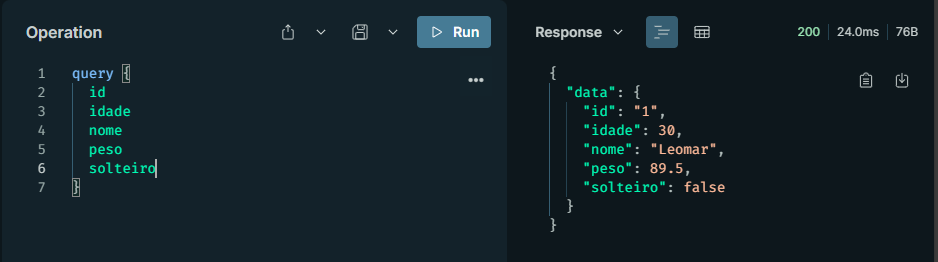 Operation
Run
1 query {
2 id
3 idade
4 nome
5 peso
6 solteiro
7 }
Response
200 24.0ms 76B
{
"data": {
"id": "1",
"idade": 30,
"nome": "Leomar",
"peso": 89.5,
"solteiro": false
}
}